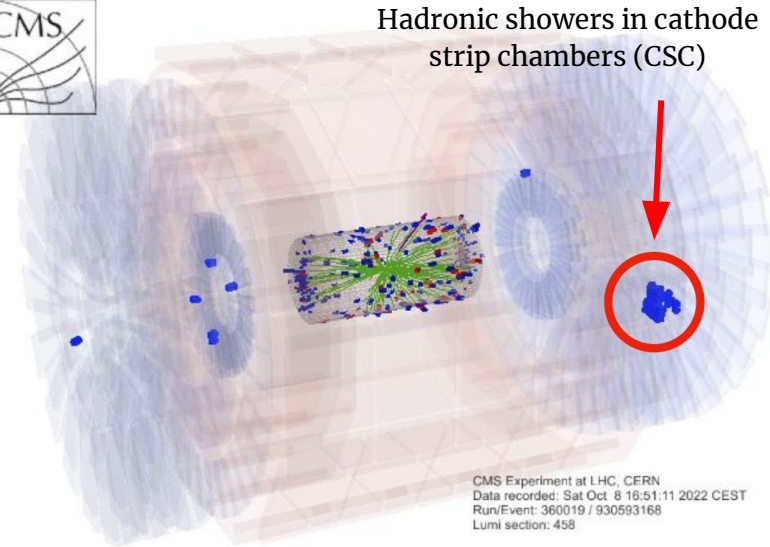 CMS
Hadronic showers in cathode
strip chambers (CSC)
CMS Experiment at LHC, CERN
Data recorded: Sat Oct 8 16:51:11 2022 CEST
Run/Event: 360019 / 930593168
Lumi section: 458